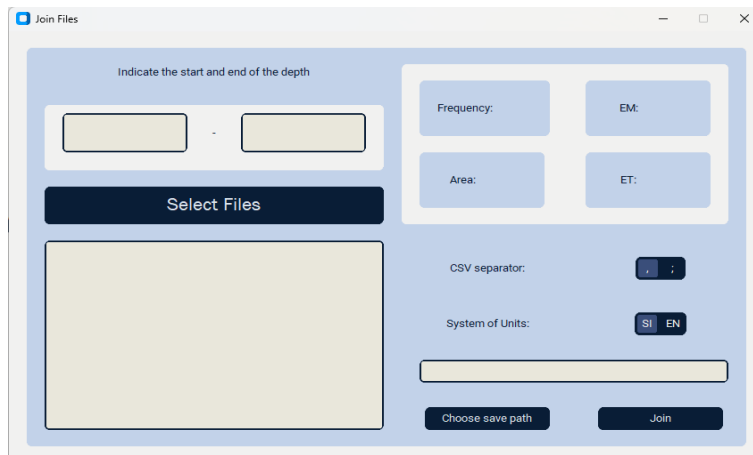 Join Files
Indicate the start and end of the depth
-
Select Files
Frequency:
EM:
Area:
ET:
CSV separator:
, ;
System of Units:
SI EN
Choose save path
Join